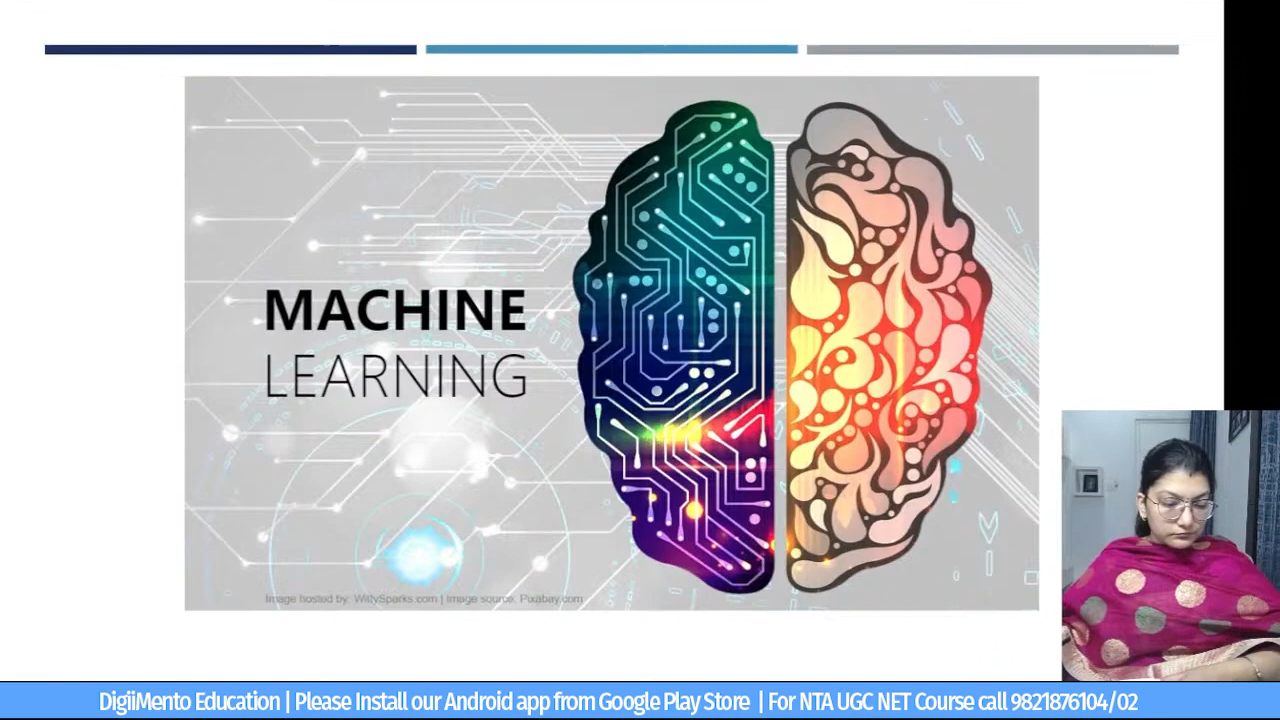 MACHINE
LEARNING
Image hosted by: WittySparks.com | Image source: Pixabay.com
DigiiMento Education | Please Install our Android app from Google Play Store | For NTA UGC NET Course call 9821876104/02